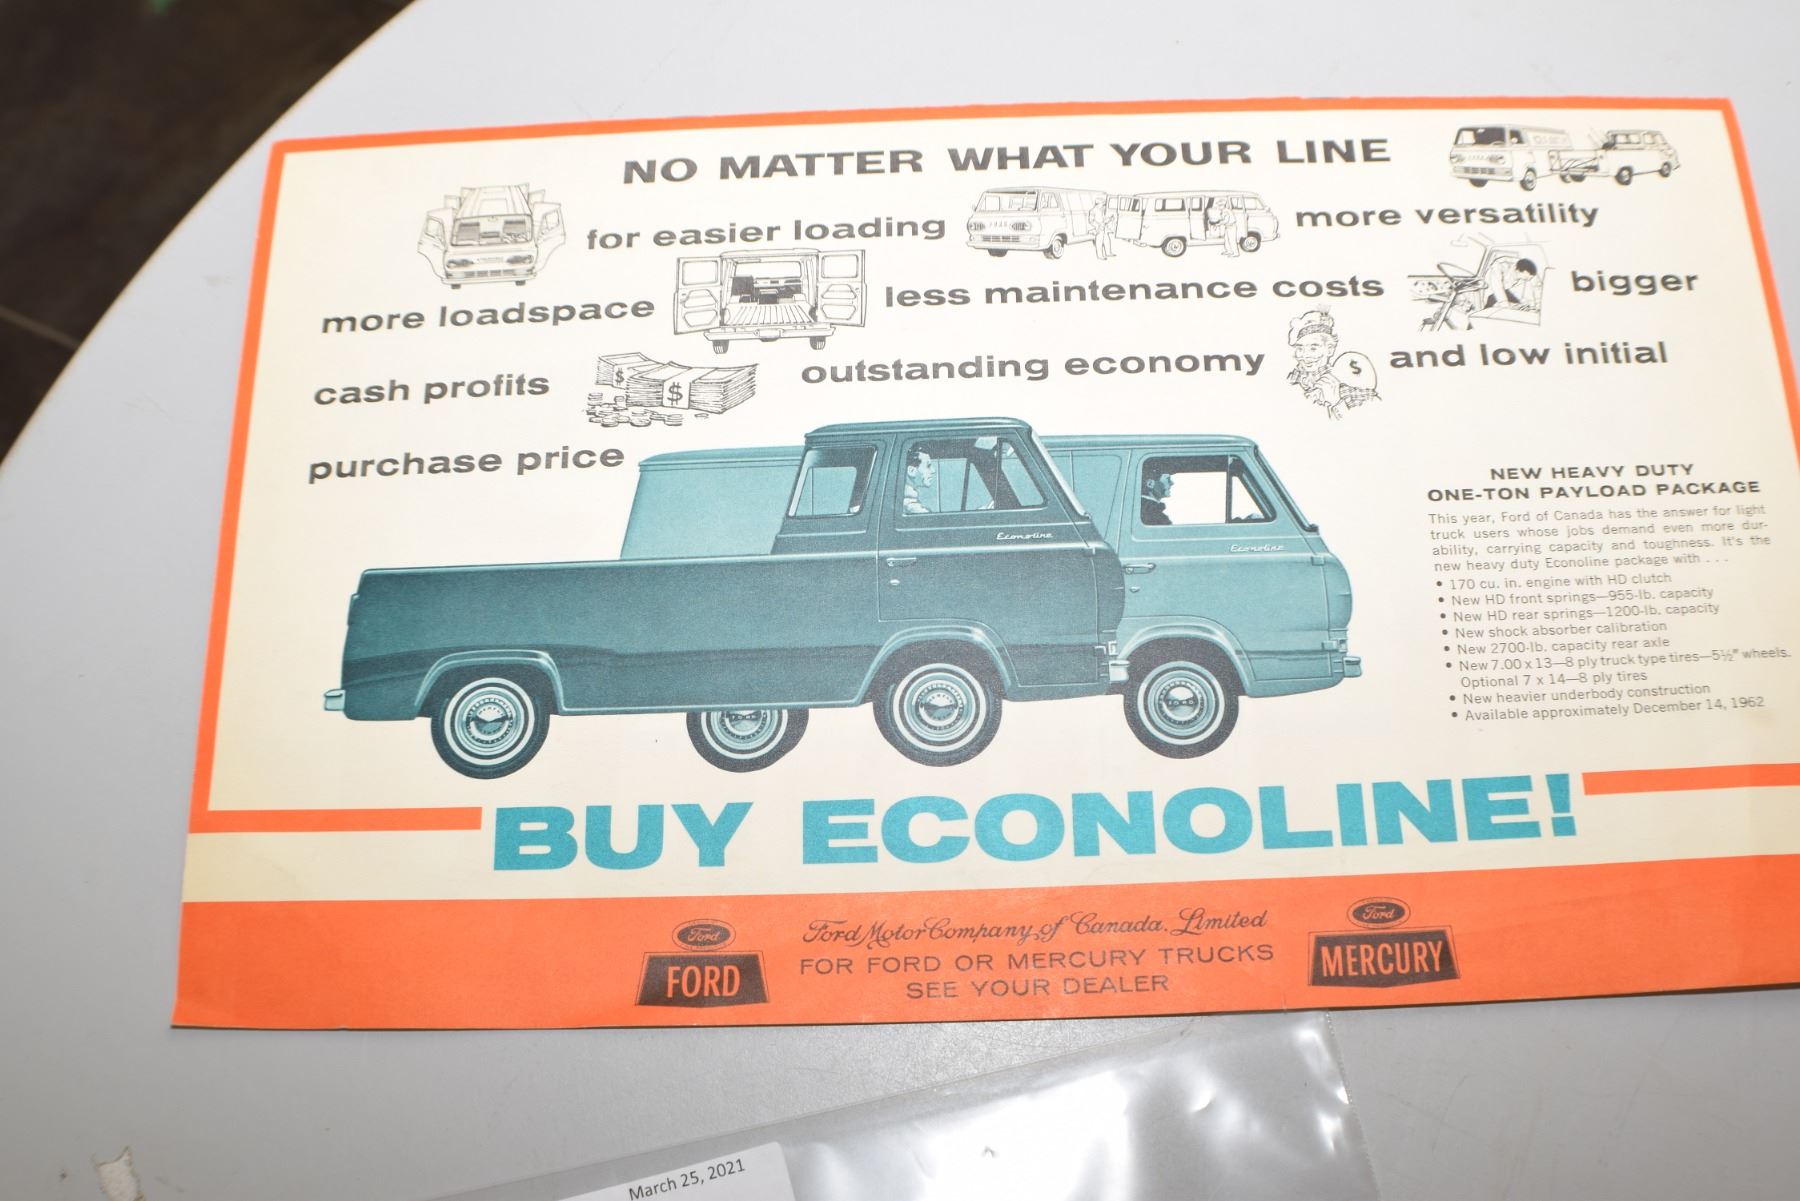 NO MATTER WHAT YOUR LINE
for easier loading more versatility
more loadspace less maintenance costs bigger
cash profits $ $ outstanding economy $ and low initial
purchase price
Econoline
Econoline
NEW HEAVY DUTY
ONE-TON PAYLOAD PACKAGE
This year, Ford of Canada has the answer for light
truck users whose jobs demand even more dur-
ability, carrying capacity and toughness. It's the
new heavy duty Econoline package with . . .
• 170 cu. in. engine with HD clutch
• New HD front springs—955-lb. capacity
• New HD rear springs—1200-lb. capacity
• New shock absorber calibration
• New 2700-lb. capacity rear axle
• New 7.00 x 13—8 ply truck type tires—5½" wheels.
Optional 7 x 14—8 ply tires
• New heavier underbody construction
• Available approximately December 14, 1962
BUY ECONOLINE!
Ford
FORD
Ford Motor Company of Canada, Limited
FOR FORD OR MERCURY TRUCKS
SEE YOUR DEALER
Ford
MERCURY
March 25, 2021